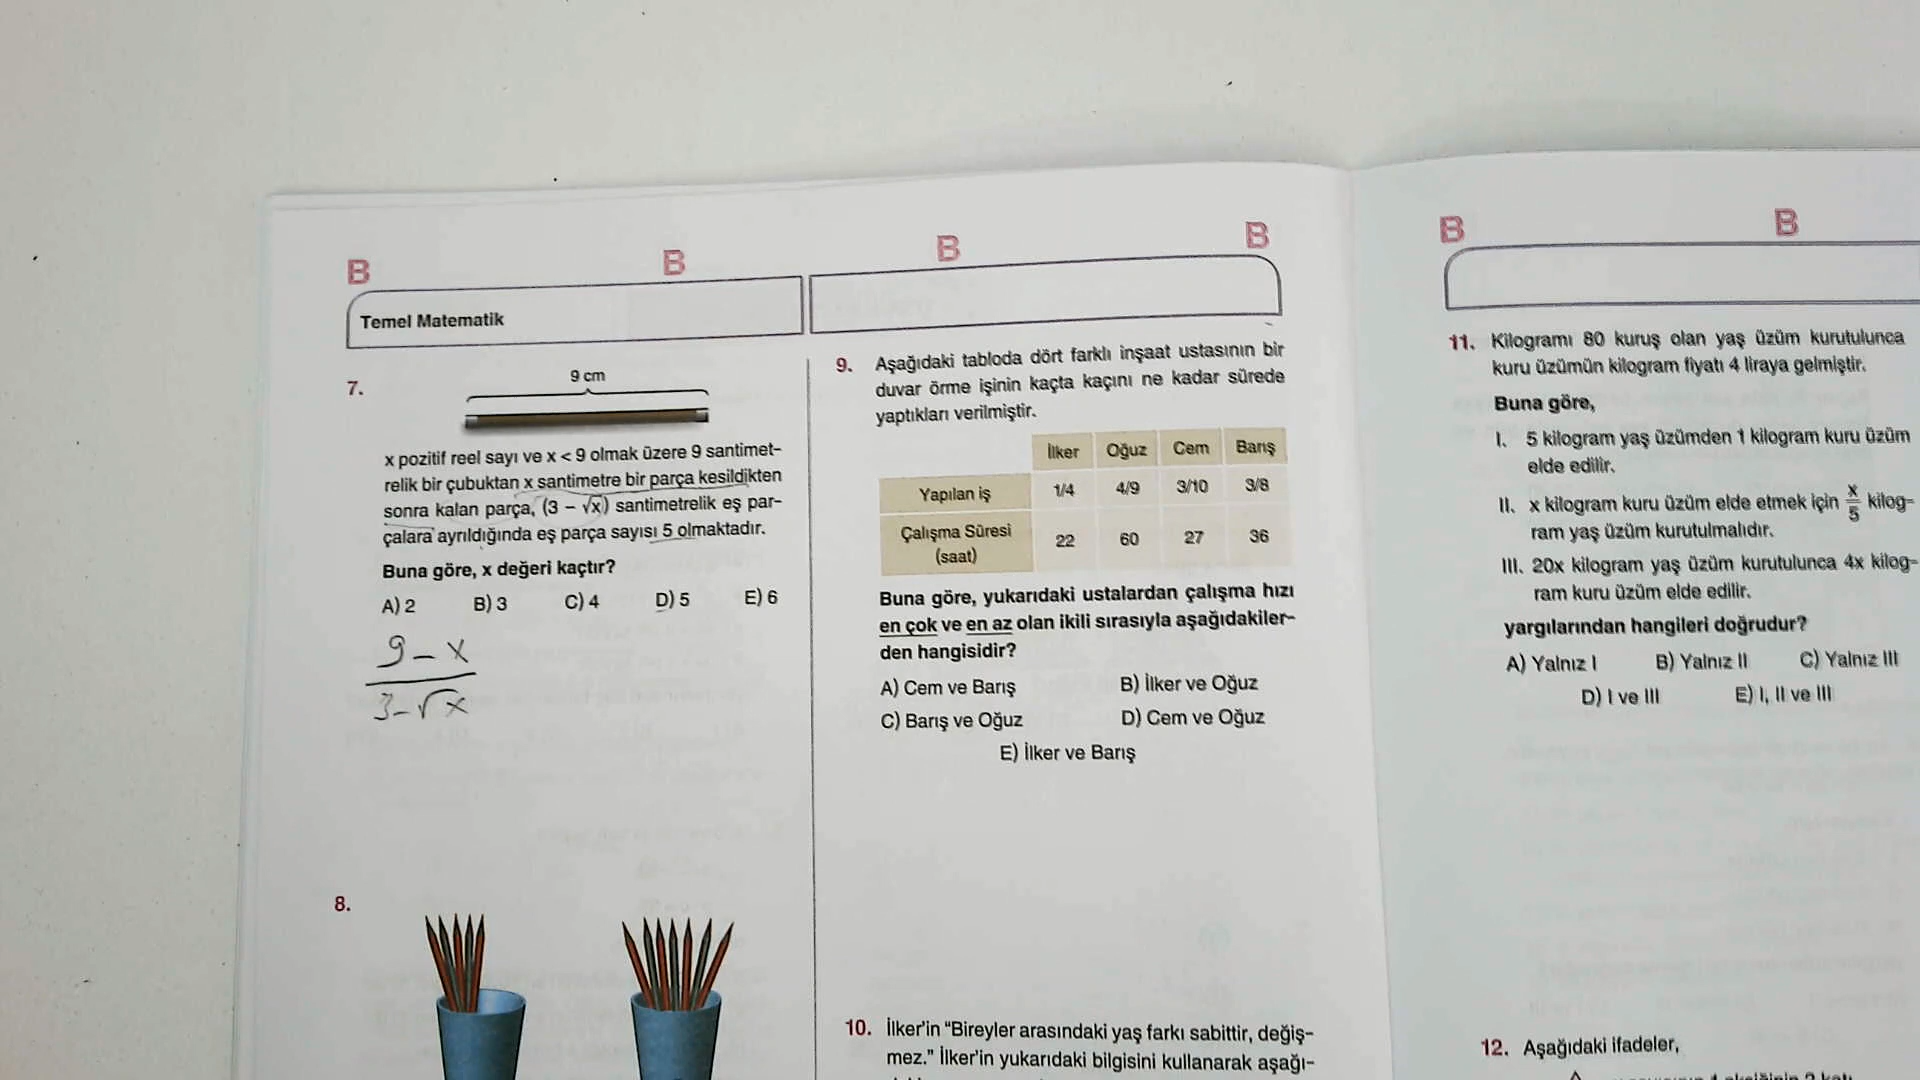 B B B B
Temel Matematik
7.
9 cm
x pozitif reel sayı ve x < 9 olmak üzere 9 santimet-
relik bir çubuktan x santimetre bir parça kesildikten
sonra kalan parça, (3 − √x) santimetrelik eş par-
çalara ayrıldığında eş parça sayısı 5 olmaktadır.
Buna göre, x değeri kaçtır?
A) 2 B) 3 C) 4 D) 5 E) 6
9 − x
3 − √x
8.
9. Aşağıdaki tabloda dört farklı inşaat ustasının bir
duvar örme işinin kaçta kaçını ne kadar sürede
yaptıkları verilmiştir.
İlker Oğuz Cem Barış
Yapılan iş 1/4 4/9 3/10 3/8
Çalışma Süresi
(saat) 22 60 27 36
Buna göre, yukarıdaki ustalardan çalışma hızı
en çok ve en az olan ikili sırasıyla aşağıdakiler-
den hangisidir?
A) Cem ve Barış B) İlker ve Oğuz
C) Barış ve Oğuz D) Cem ve Oğuz
E) İlker ve Barış
10. İlker'in “Bireyler arasındaki yaş farkı sabittir, değiş-
mez.” İlker'in yukarıdaki bilgisini kullanarak aşağı-
B B
11. Kilogramı 80 kuruş olan yaş üzüm kurutulunca
kuru üzümün kilogram fiyatı 4 liraya gelmiştir.
Buna göre,
I. 5 kilogram yaş üzümden 1 kilogram kuru üzüm
elde edilir.
II. x kilogram kuru üzüm elde etmek için x/5 kilog-
ram yaş üzüm kurutulmalıdır.
III. 20x kilogram yaş üzüm kurutulunca 4x kilog-
ram kuru üzüm elde edilir.
yargılarından hangileri doğrudur?
A) Yalnız I B) Yalnız II C) Yalnız III
D) I ve III E) I, II ve III
12. Aşağıdaki ifadeler,